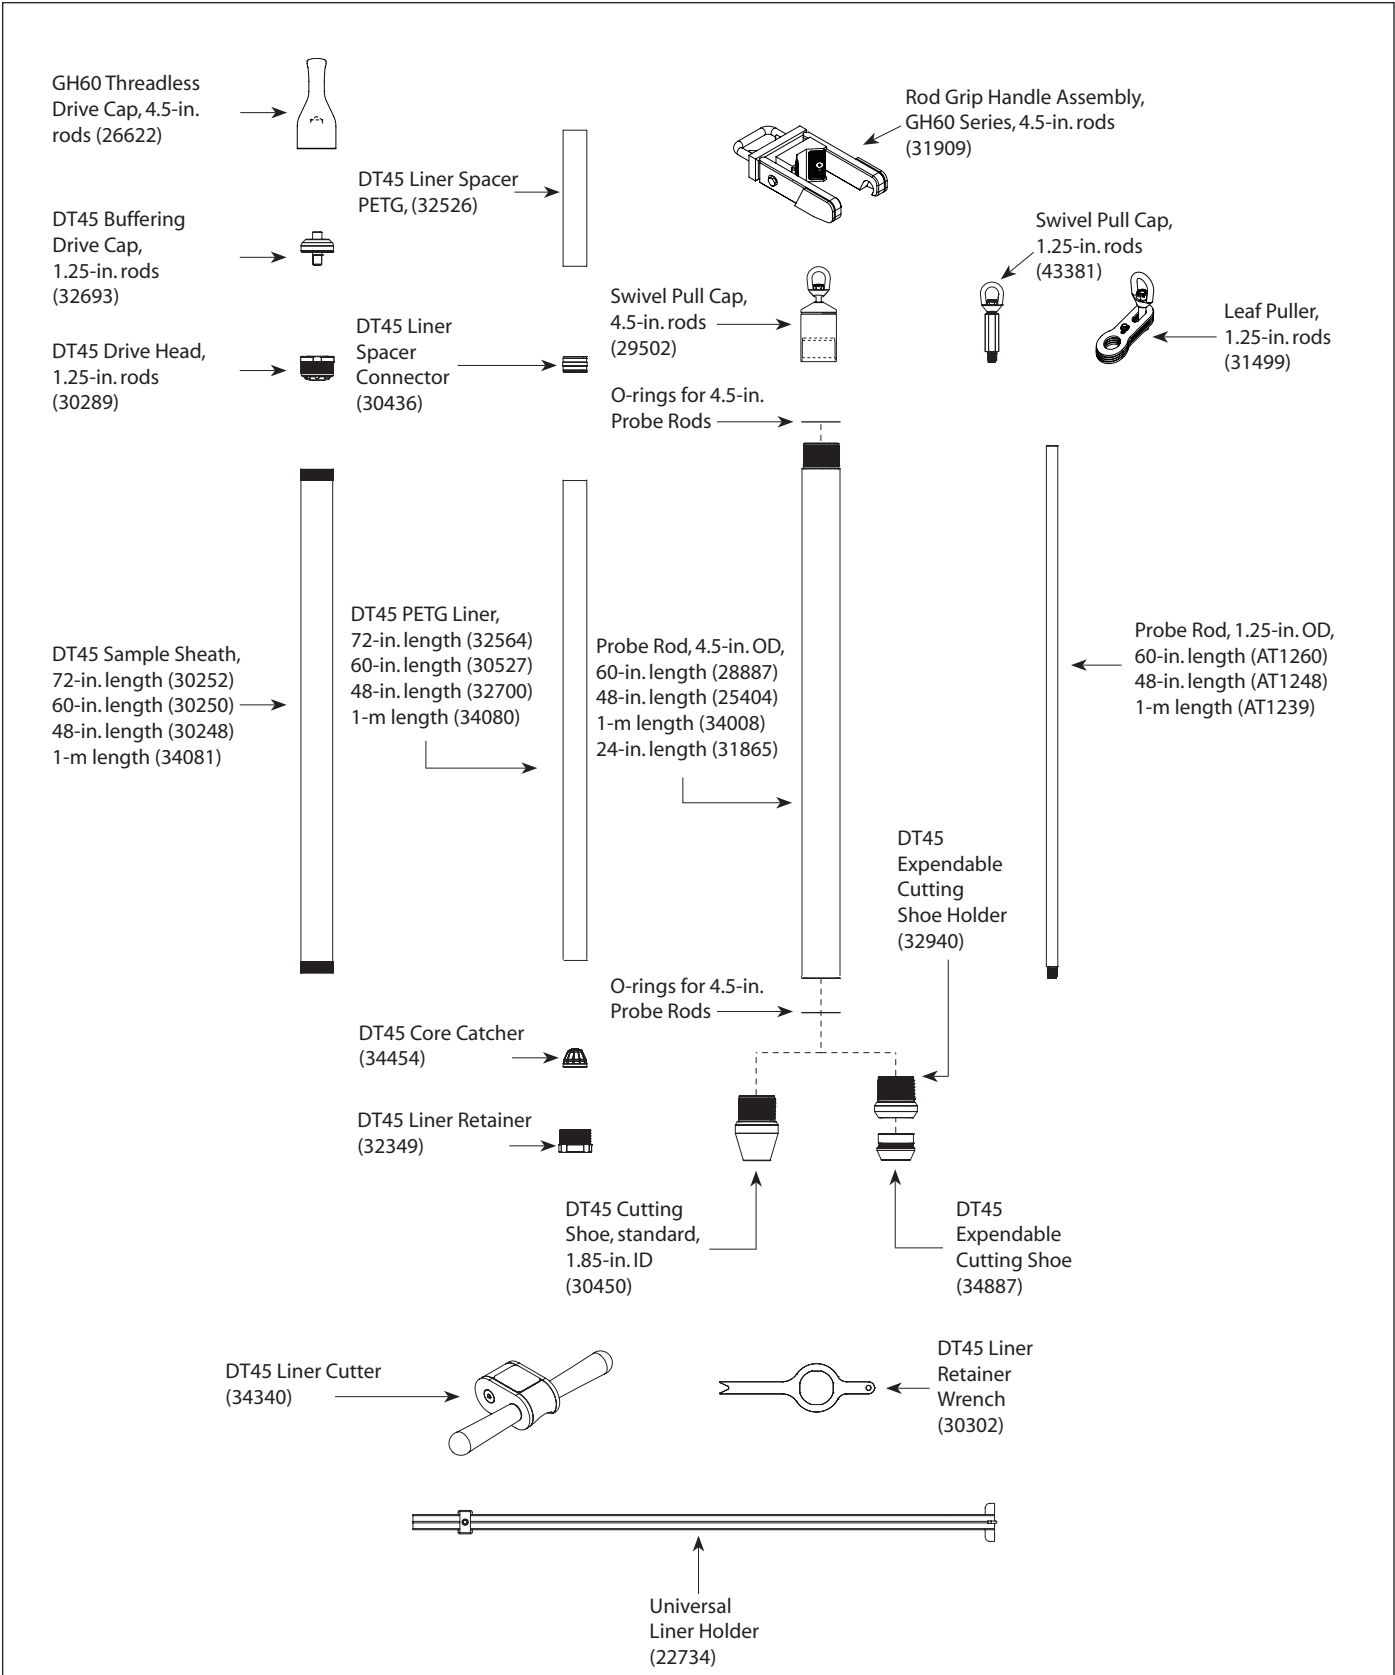 GH60 Threadless
Drive Cap, 4.5-in.
rods (26622)
DT45 Buffering
Drive Cap,
1.25-in. rods
(32693)
DT45 Drive Head,
1.25-in. rods
(30289)
DT45 Liner Spacer
PETG, (32526)
DT45 Liner
Spacer
Connector
(30436)
Rod Grip Handle Assembly,
GH60 Series, 4.5-in. rods
(31909)
Swivel Pull Cap,
4.5-in. rods
(29502)
O-rings for 4.5-in.
Probe Rods
Swivel Pull Cap,
1.25-in. rods
(43381)
Leaf Puller,
1.25-in. rods
(31499)
DT45 Sample Sheath,
72-in. length (30252)
60-in. length (30250)
48-in. length (30248)
1-m length (34081)
DT45 PETG Liner,
72-in. length (32564)
60-in. length (30527)
48-in. length (32700)
1-m length (34080)
Probe Rod, 4.5-in. OD,
60-in. length (28887)
48-in. length (25404)
1-m length (34008)
24-in. length (31865)
Probe Rod, 1.25-in. OD,
60-in. length (AT1260)
48-in. length (AT1248)
1-m length (AT1239)
DT45
Expendable
Cutting
Shoe Holder
(32940)
O-rings for 4.5-in.
Probe Rods
DT45 Core Catcher
(34454)
DT45 Liner Retainer
(32349)
DT45 Cutting
Shoe, standard,
1.85-in. ID
(30450)
DT45
Expendable
Cutting Shoe
(34887)
DT45 Liner Cutter
(34340)
DT45 Liner
Retainer
Wrench
(30302)
Universal
Liner Holder
(22734)